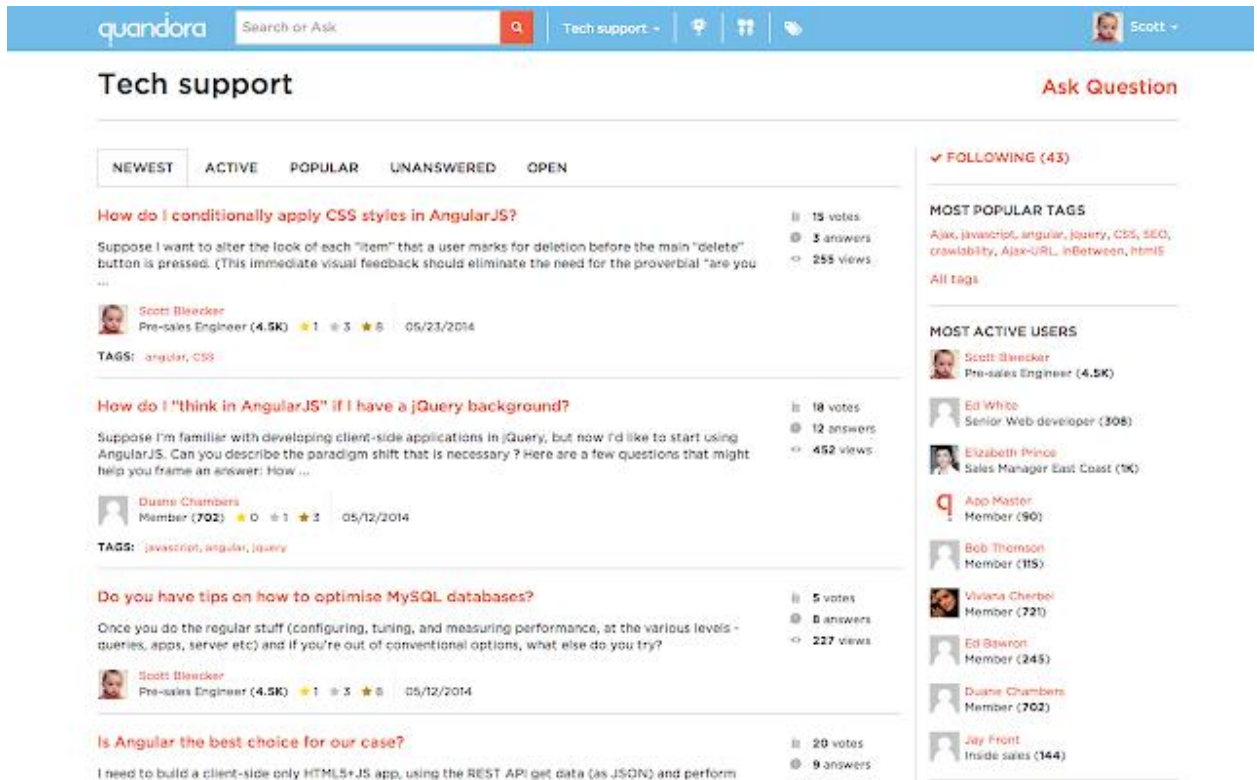 quandora
Search or Ask
Tech support
Scott
Tech support
Ask Question
NEWEST ACTIVE POPULAR UNANSWERED OPEN
How do I conditionally apply CSS styles in AngularJS?
Suppose I want to alter the look of each "item" that a user marks for deletion before the main "delete"
button is pressed. (This immediate visual feedback should eliminate the need for the proverbial "are you
...
15 votes
3 answers
255 views
Scott Bleecker
Pre-sales Engineer (4.5K) 1 3 8 05/23/2014
TAGS: angular, CSS
How do I "think in AngularJS" if I have a jQuery background?
Suppose I'm familiar with developing client-side applications in jQuery, but now I'd like to start using
AngularJS. Can you describe the paradigm shift that is necessary ? Here are a few questions that might
help you frame an answer: How ...
18 votes
12 answers
452 views
Duane Chambers
Member (702) 0 1 3 05/12/2014
TAGS: javascript, angular, jquery
Do you have tips on how to optimise MySQL databases?
Once you do the regular stuff (configuring, tuning, and measuring performance, at the various levels -
queries, apps, server etc) and if you're out of conventional options, what else do you try?
5 votes
8 answers
227 views
Scott Bleecker
Pre-sales Engineer (4.5K) 1 3 8 05/12/2014
Is Angular the best choice for our case?
I need to build a client-side only HTML5+JS app, using the REST API get data (as JSON) and perform
20 votes
9 answers
FOLLOWING (43)
MOST POPULAR TAGS
Ajax, javascript, angular, jquery, CSS, SEO,
crawlability, Ajax-URL, inBetween, html5
All tags
MOST ACTIVE USERS
Scott Bleecker
Pre-sales Engineer (4.5K)
Ed White
Senior Web developer (308)
Elizabeth Prince
Sales Manager East Coast (1K)
App Master
Member (90)
Bob Thomson
Member (115)
Viviana Cherbel
Member (721)
Ed Bawron
Member (245)
Duane Chambers
Member (702)
Jay Front
Inside sales (144)